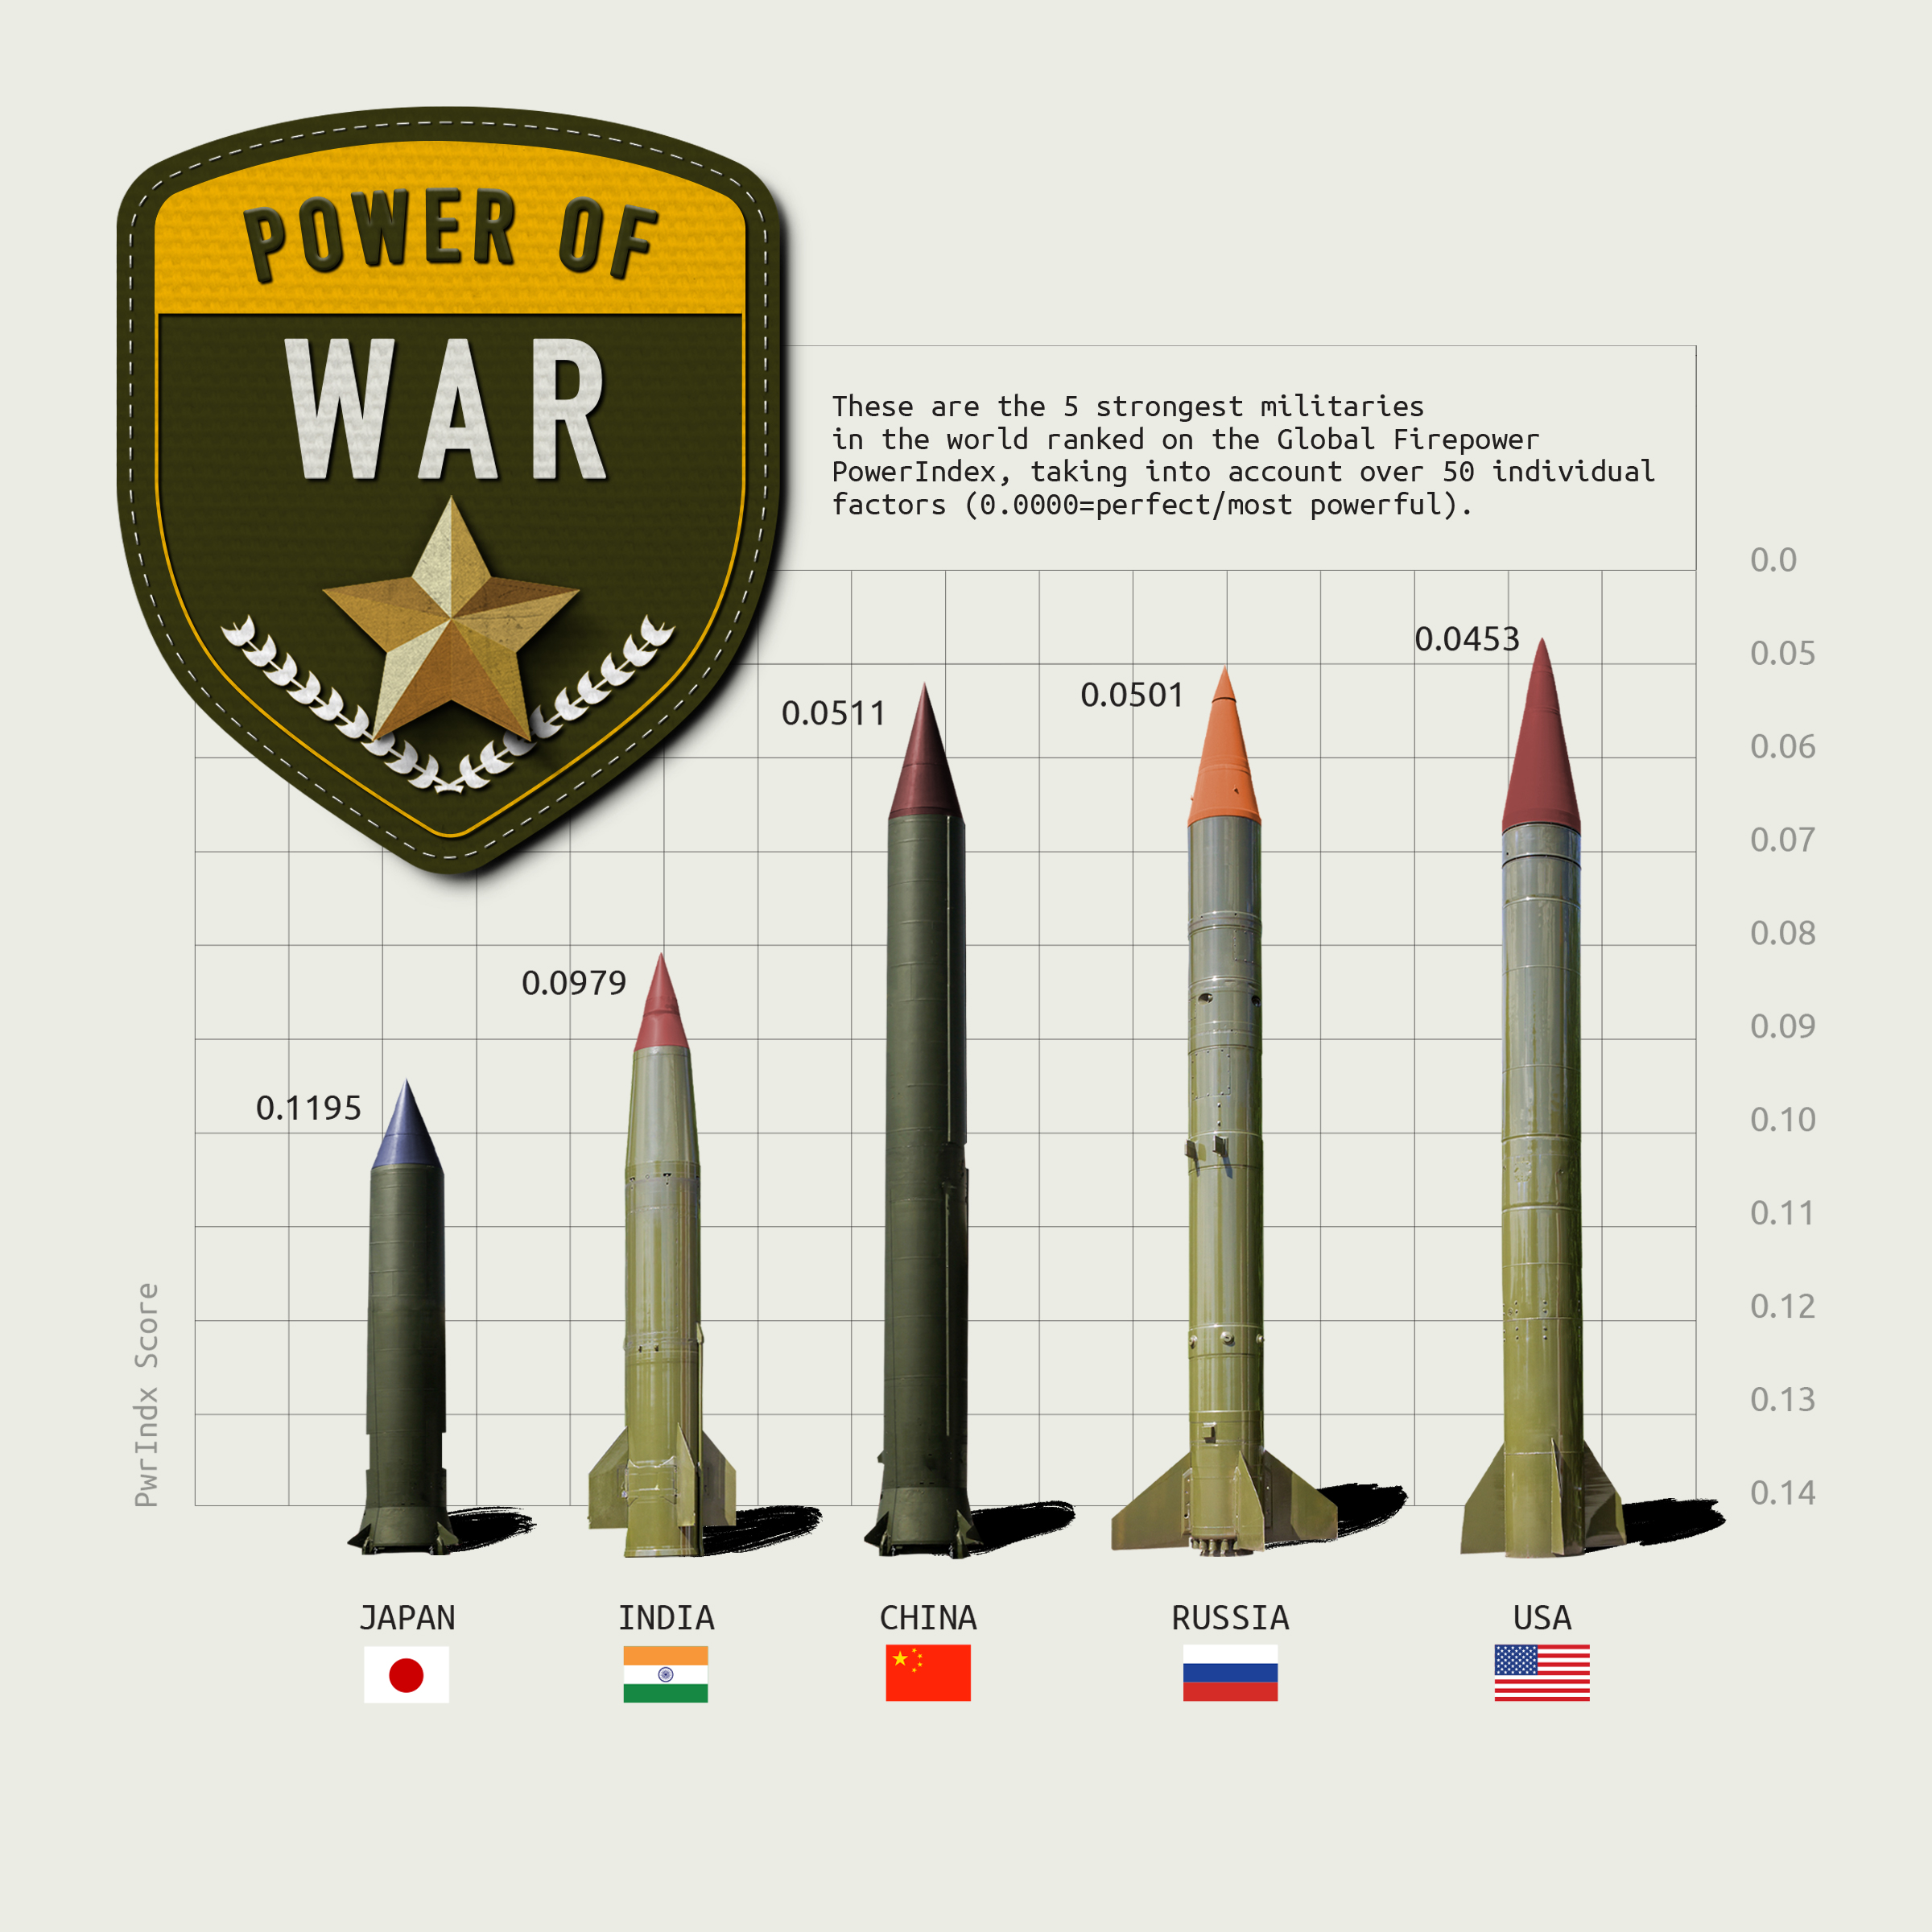 POWER OF
WAR
These are the 5 strongest militaries
in the world ranked on the Global Firepower
PowerIndex, taking into account over 50 individual
factors (0.0000=perfect/most powerful).
0.0
0.0453
0.05
0.0501
0.0511
0.06
0.07
0.08
0.0979
0.09
0.1195
0.10
0.11
0.12
0.13
0.14
PwrIndx Score
JAPAN
INDIA
CHINA
RUSSIA
USA